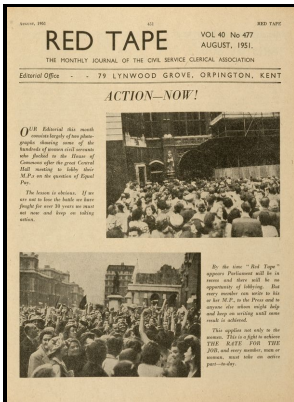 AUGUST, 1951
RED TAPE
RED TAPE
VOL 40 No 477
AUGUST, 1951.
THE MONTHLY JOURNAL OF THE CIVIL SERVICE CLERICAL ASSOCIATION
Editorial Office - - 79 LYNWOOD GROVE, ORPINGTON, KENT
ACTION—NOW!
OUR Editorial this month
consists largely of two photo-
graphs showing some of the
hundreds of women civil servants
who flocked to the House of
Commons after the great Central
Hall meeting to lobby their
M.P.s on the question of Equal
Pay.
The lesson is obvious. If we
are not to lose the battle we have
fought for over 30 years we must
act now and keep on taking
action.
By the time "Red Tape"
appears Parliament will be in
recess and there will be no
opportunity of lobbying. But
every member can write to his
or her M.P., to the Press and to
anyone else whom might help
and keep on writing until some
result is achieved.
This applies not only to the
women. This is a fight to achieve
THE RATE FOR THE
JOB, and every member, man or
woman, must take an active
part—to-day.